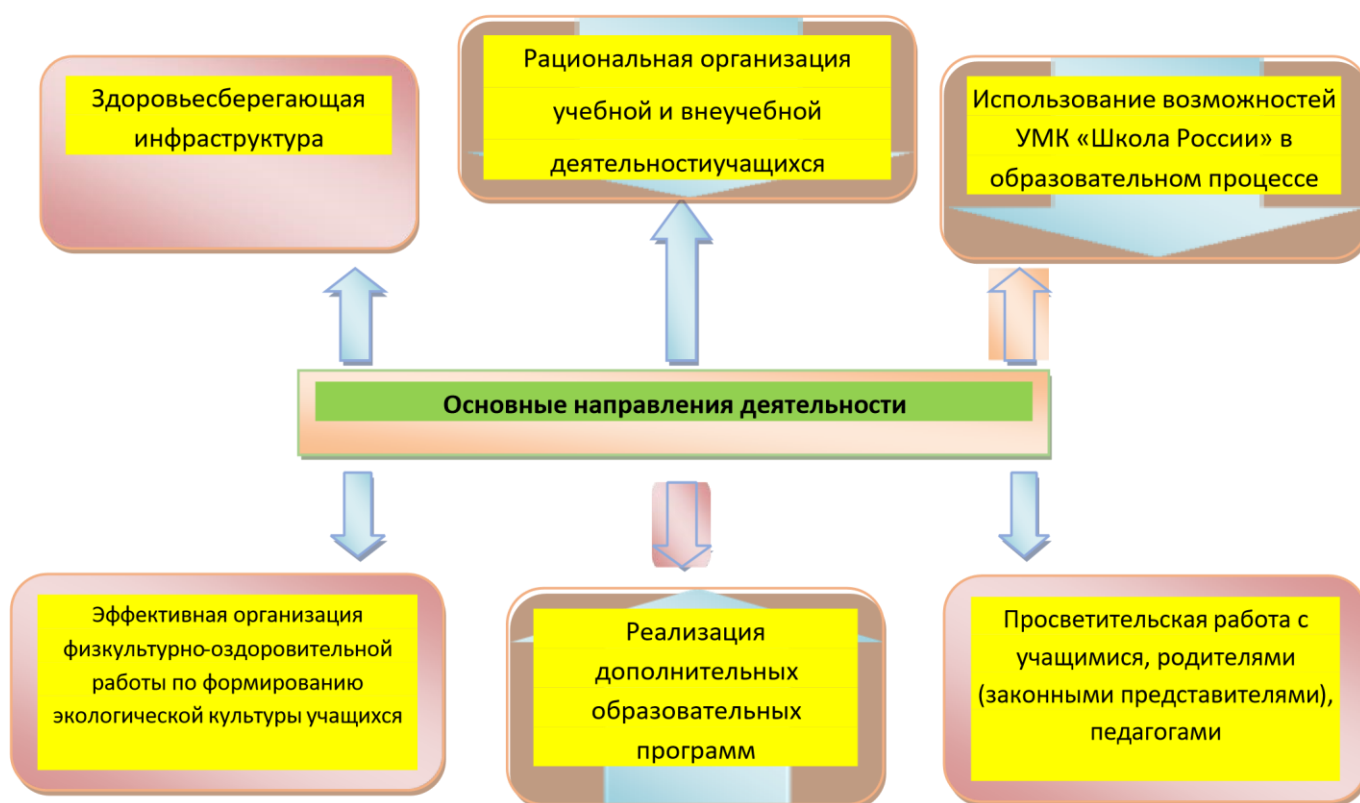 Здоровьесберегающая
инфраструктура
Рациональная организация
учебной и внеучебной
деятельностиучащихся
Использование возможностей
УМК «Школа России» в
образовательном процессе
Основные направления деятельности
Эффективная организация
физкультурно-оздоровительной
работы по формированию
экологической культуры учащихся
Реализация
дополнительных
образовательных
программ
Просветительская работа с
учащимися, родителями
(законными представителями),
педагогами